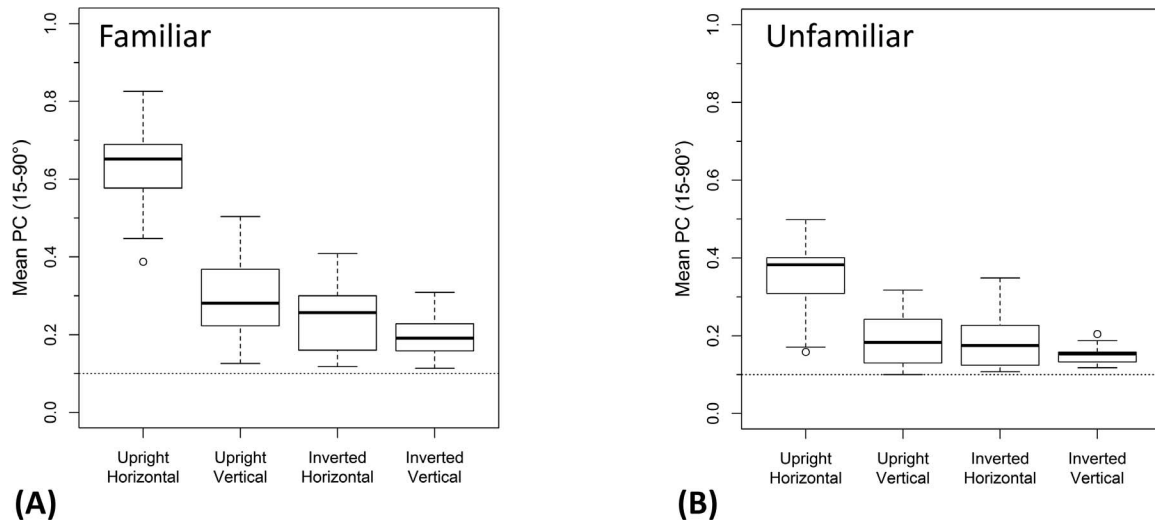 Familiar
Mean PC (15-90°)
1.0
0.8
0.6
0.4
0.2
0.0
Upright
Horizontal
Upright
Vertical
Inverted
Horizontal
Inverted
Vertical
(A)
Unfamiliar
Mean PC (15-90°)
1.0
0.8
0.6
0.4
0.2
0.0
Upright
Horizontal
Upright
Vertical
Inverted
Horizontal
Inverted
Vertical
(B)